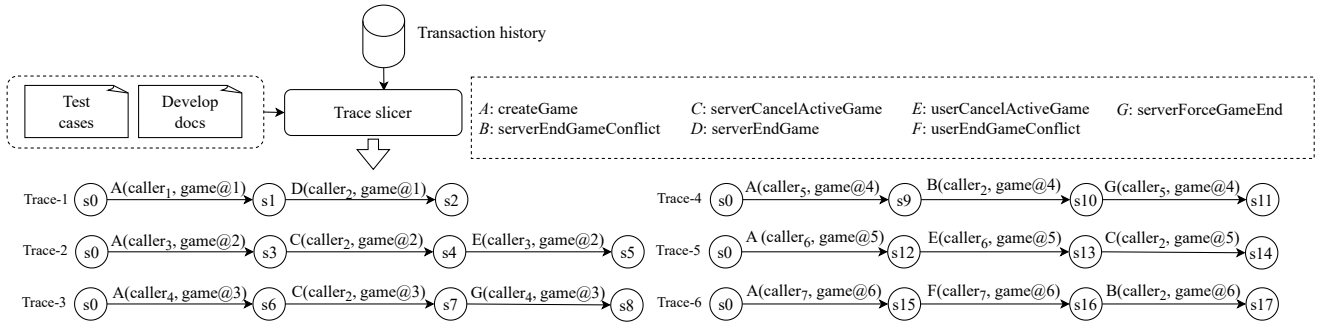 Transaction history
Test cases
Develop docs
Trace slicer
A: createGame
C: serverCancelActiveGame
E: userCancelActiveGame
G: serverForceGameEnd
B: serverEndGameConflict
D: serverEndGame
F: userEndGameConflict
Trace-1 s0 A(caller₁, game@1) s1 D(caller₂, game@1) s2
Trace-2 s0 A(caller₃, game@2) s3 C(caller₂, game@2) s4 E(caller₃, game@2) s5
Trace-3 s0 A(caller₄, game@3) s6 C(caller₂, game@3) s7 G(caller₄, game@3) s8
Trace-4 s0 A(caller₅, game@4) s9 B(caller₂, game@4) s10 G(caller₅, game@4) s11
Trace-5 s0 A (caller₆, game@5) s12 E(caller₆, game@5) s13 C(caller₂, game@5) s14
Trace-6 s0 A(caller₇, game@6) s15 F(caller₇, game@6) s16 B(caller₂, game@6) s17